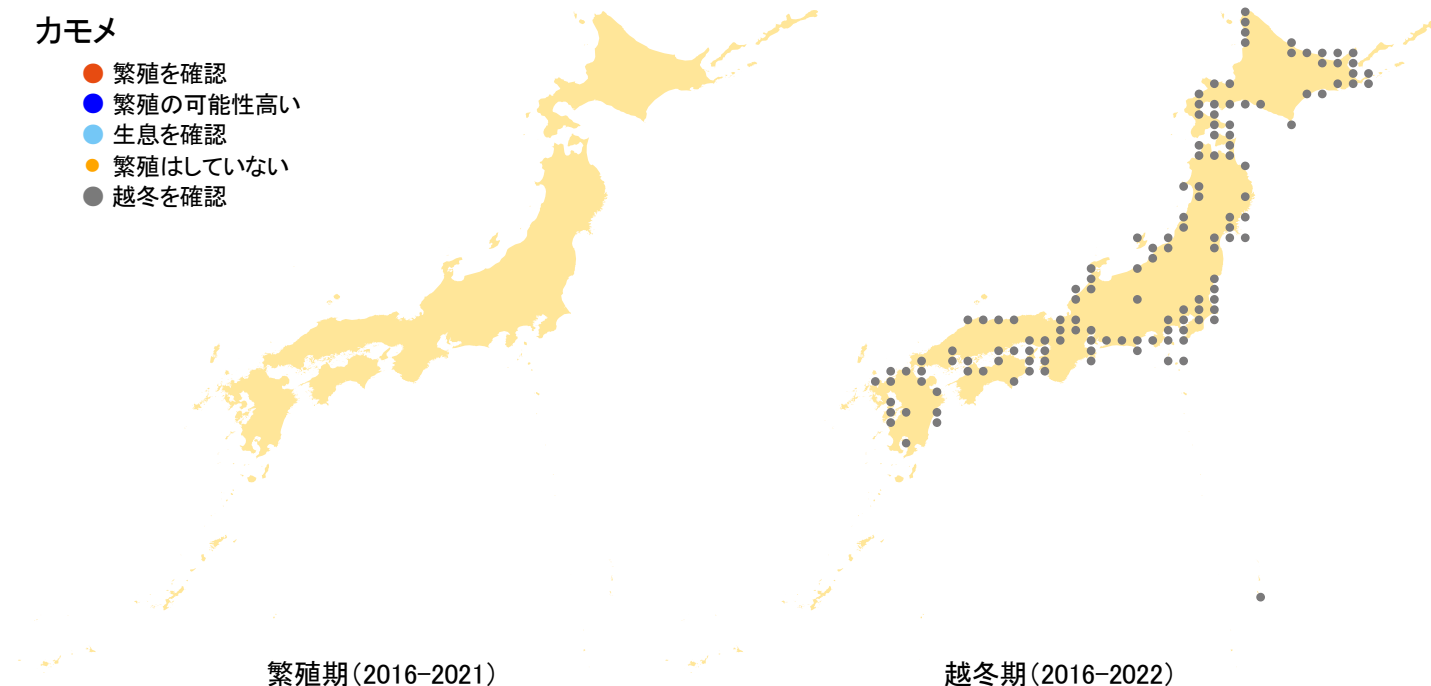 カモメ
繁殖を確認
繁殖の可能性高い
生息を確認
繁殖はしていない
越冬を確認
繁殖期(2016-2021)
越冬期(2016-2022)